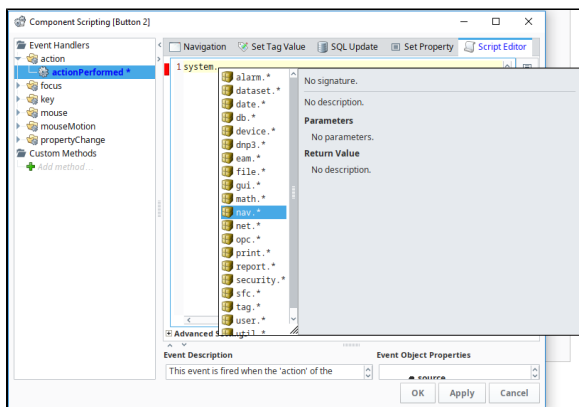 Component Scripting [Button 2]
Event Handlers
action
actionPerformed *
focus
key
mouse
mouseMotion
propertyChange
Custom Methods
Add method...
Navigation
Set Tag Value
SQL Update
Set Property
Script Editor
1 system.
alarm.*
dataset.*
date.*
db.*
device.*
dnp3.*
eam.*
file.*
gui.*
math.*
nav.*
net.*
opc.*
print.*
report.*
security.*
sfc.*
tag.*
user.*
util.*
No signature.
No description.
Parameters
No parameters.
Return Value
No description.
Advanced
Event Description
This event is fired when the 'action' of the
Event Object Properties
source
OK
Apply
Cancel